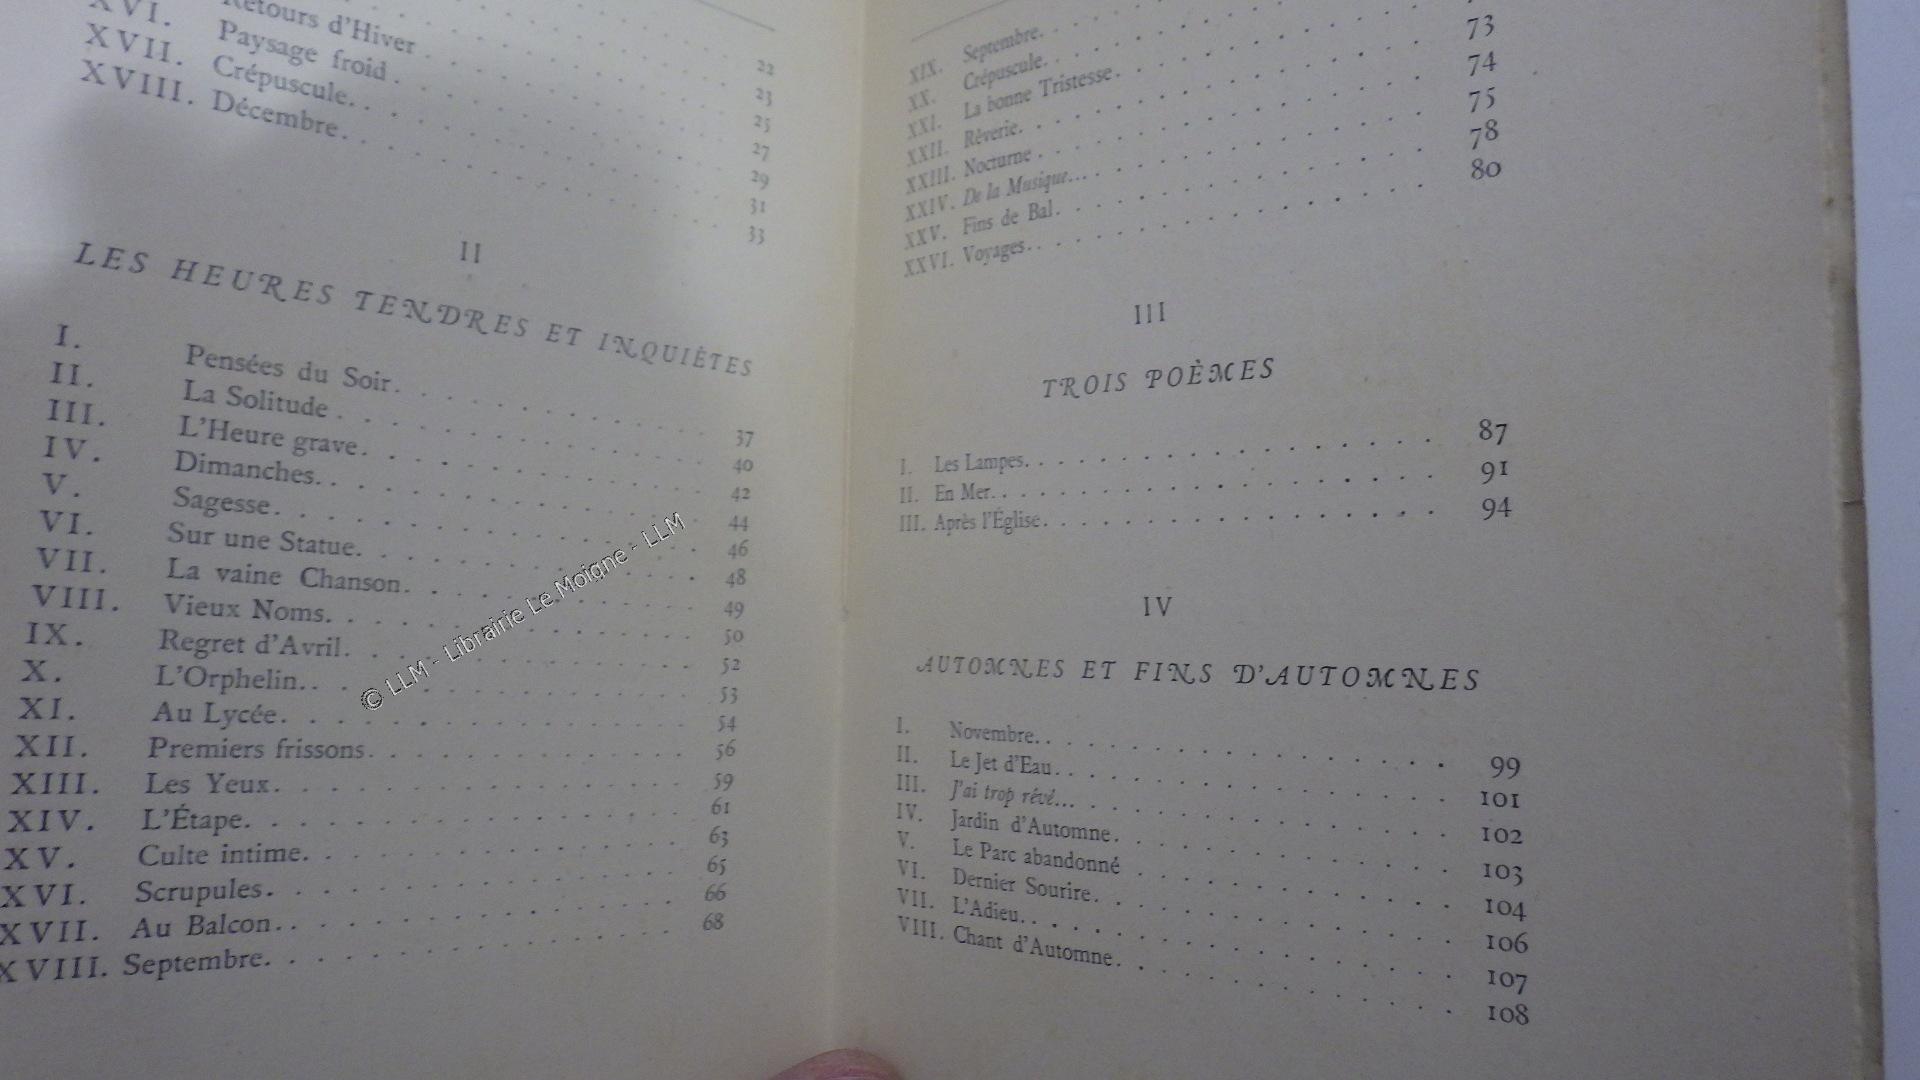 Retours d'Hiver . . . 22
XVI. Paysage froid . . . 23
XVII. Crépuscule. . . 25
XVIII. Décembre. . . 27
29
31
33
II
LES HEURES TENDRES ET INQUIÈTES
I. Pensées du Soir. . . 37
II. La Solitude . . . 40
III. L'Heure grave. . . 42
IV. Dimanches. . . 44
V. Sagesse. . . 46
VI. Sur une Statue. . . 48
VII. La vaine Chanson. . . 49
VIII. Vieux Noms. . . 50
IX. Regret d'Avril. . . 52
X. L'Orphelin. . . 53
XI. Au Lycée. . . 54
XII. Premiers frissons. . . 56
XIII. Les Yeux. . . 59
XIV. L'Étape. . . 61
XV. Culte intime. . . 63
XVI. Scrupules. . . 65
XVII. Au Balcon. . . 66
XVIII. Septembre. . . 68
XIX. Septembre. . .
XX. Crépuscule. . .
XXI. La bonne Tristesse . . .
XXII. Rêverie. . . 73
XXIII. Nocturne . . . 74
XXIV. De la Musique... . . . 75
XXV. Fins de Bal. . . 78
XXVI. Voyages. . . 80
III
TROIS POÈMES
I. Les Lampes. . . 87
II. En Mer. . . 91
III. Après l'Église. . . 94
IV
AUTOMNES ET FINS D'AUTOMNES
I. Novembre. . . 99
II. Le Jet d'Eau. . . 101
III. J'ai trop rêvé... . . . 102
IV. Jardin d'Automne. . . 103
V. Le Parc abandonné . . . 104
VI. Dernier Sourire. . . 106
VII. L'Adieu. . . 107
VIII. Chant d'Automne. . . 108
© LLM - Librairie Le Moigne - LLM